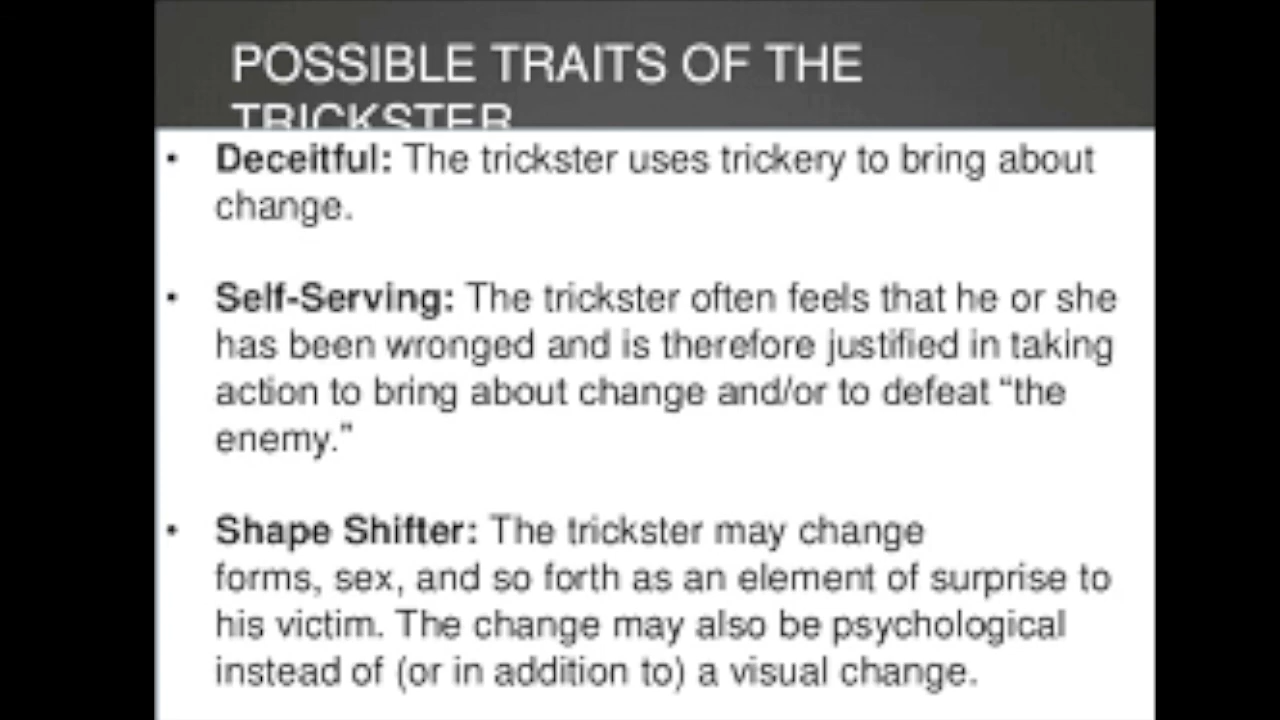 POSSIBLE TRAITS OF THE
TRICKSTER
• Deceitful: The trickster uses trickery to bring about
change.
• Self-Serving: The trickster often feels that he or she
has been wronged and is therefore justified in taking
action to bring about change and/or to defeat “the
enemy.”
• Shape Shifter: The trickster may change
forms, sex, and so forth as an element of surprise to
his victim. The change may also be psychological
instead of (or in addition to) a visual change.